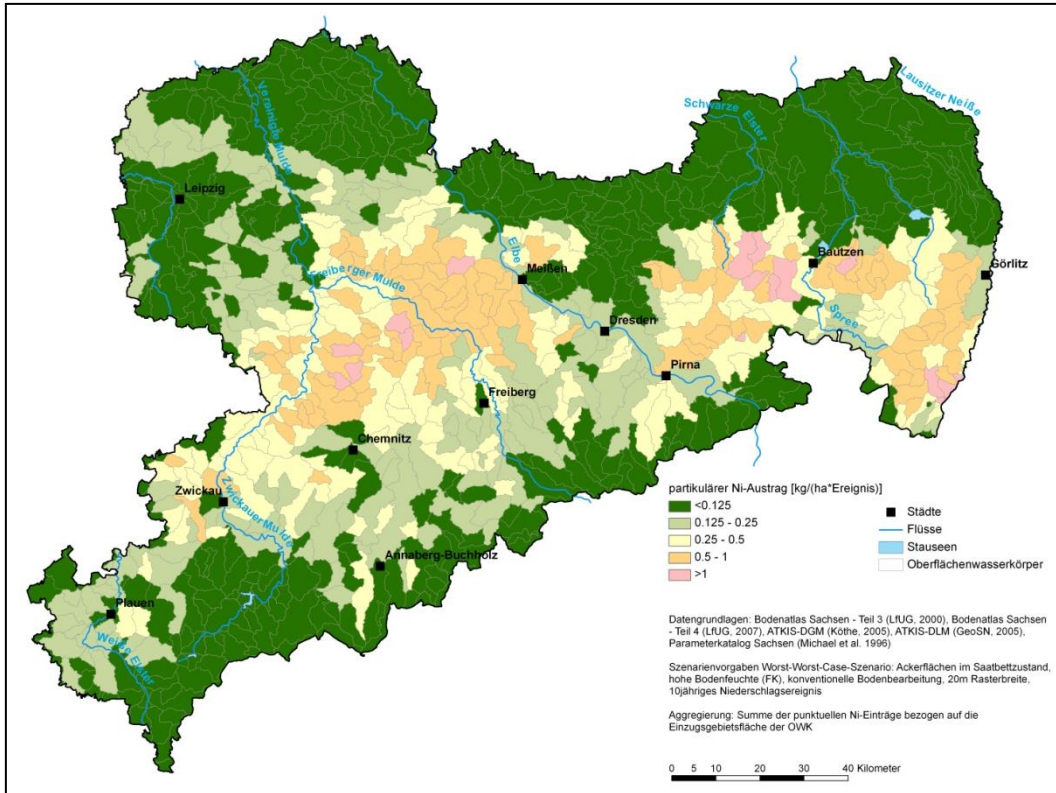 Lausitzer Neiße
Schwarze
Elster
Vereinigte Mulde
Leipzig
Bautzen
Görlitz
Elbe
Meißen
Freiberger Mulde
Spree
Dresden
Pirna
Freiberg
Chemnitz
Zwickau
Zwickauer Mulde
Annaberg-Buchholz
Plauen
Weiße Elster
partikulärer Ni-Austrag [kg/(ha*Ereignis)]
<0.125
0.125 - 0.25
0.25 - 0.5
0.5 - 1
>1
Städte
Flüsse
Stauseen
Oberflächenwasserkörper
Datengrundlagen: Bodenatlas Sachsen - Teil 3 (LfUG, 2000), Bodenatlas Sachsen
- Teil 4 (LfUG, 2007), ATKIS-DGM (Köthe, 2005), ATKIS-DLM (GeoSN, 2005),
Parameterkatalog Sachsen (Michael et al. 1996)
Szenarienvorgaben Worst-Worst-Case-Szenario: Ackerflächen im Saatbettzustand,
hohe Bodenfeuchte (FK), konventionelle Bodenbearbeitung, 20m Rasterbreite,
10jähriges Niederschlagsereignis
Aggregierung: Summe der punktuellen Ni-Einträge bezogen auf die
Einzugsgebietsfläche der OWK
0 5 10 20 30 40 Kilometer